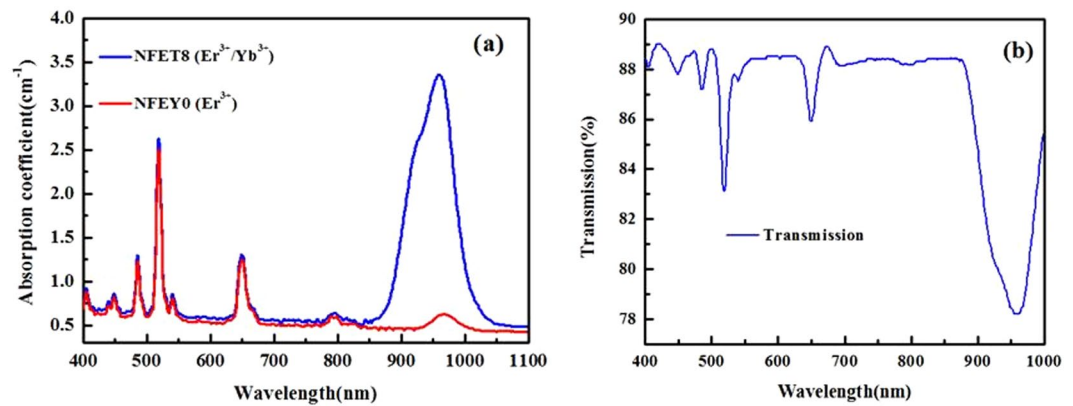 4.0
3.5
3.0
2.5
2.0
1.5
1.0
0.5
Absorption coefficient(cm⁻¹)
NFET8 (Er³⁺/Yb³⁺)
NFEY0 (Er³⁺)
(a)
400 500 600 700 800 900 1000 1100
Wavelength(nm)
90
88
86
84
82
80
78
Transmission(%)
(b)
Transmission
400 500 600 700 800 900 1000
Wavelength(nm)